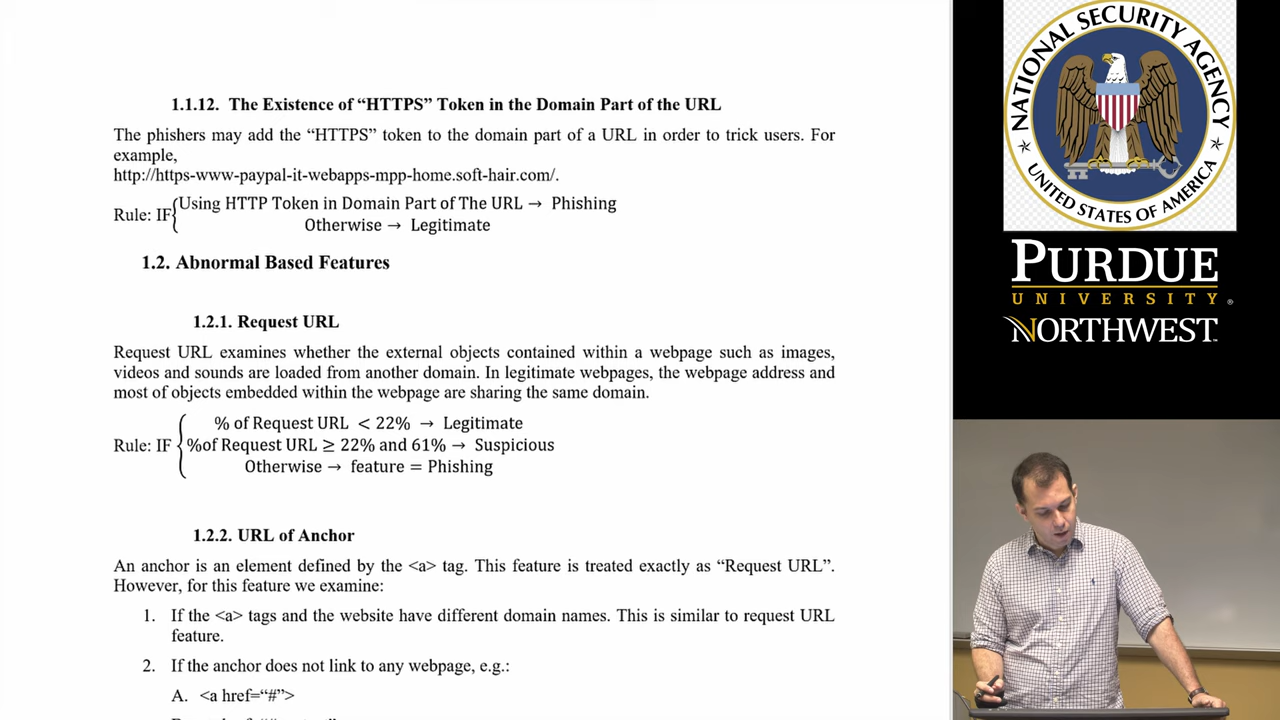 1.1.12. The Existence of “HTTPS” Token in the Domain Part of the URL
The phishers may add the “HTTPS” token to the domain part of a URL in order to trick users. For
example,
http://https-www-paypal-it-webapps-mpp-home.soft-hair.com/.
Rule: IF{Using HTTP Token in Domain Part of The URL → Phishing
Otherwise → Legitimate
1.2. Abnormal Based Features
1.2.1. Request URL
Request URL examines whether the external objects contained within a webpage such as images,
videos and sounds are loaded from another domain. In legitimate webpages, the webpage address and
most of objects embedded within the webpage are sharing the same domain.
% of Request URL < 22% → Legitimate
Rule: IF {%of Request URL ≥ 22% and 61% → Suspicious
Otherwise → feature = Phishing
1.2.2. URL of Anchor
An anchor is an element defined by the <a> tag. This feature is treated exactly as “Request URL”.
However, for this feature we examine:
1. If the <a> tags and the website have different domain names. This is similar to request URL
feature.
2. If the anchor does not link to any webpage, e.g.:
A. <a href=“#”>
NATIONAL SECURITY AGENCY
UNITED STATES OF AMERICA
PURDUE
UNIVERSITY®
NORTHWEST